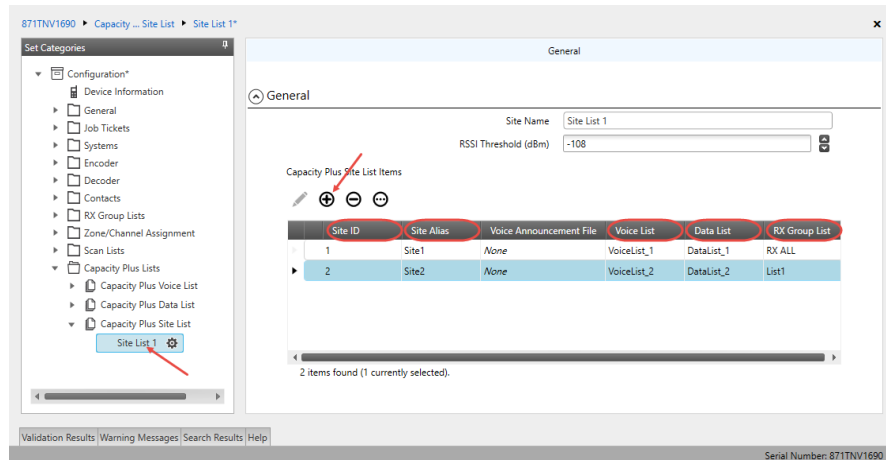 871TNV1690 ▸ Capacity ... Site List ▸ Site List 1*
Set Categories
Configuration*
Device Information
General
Job Tickets
Systems
Encoder
Decoder
Contacts
RX Group Lists
Zone/Channel Assignment
Scan Lists
Capacity Plus Lists
Capacity Plus Voice List
Capacity Plus Data List
Capacity Plus Site List
Site List 1
General
General
Site Name Site List 1
RSSI Threshold (dBm) -108
Capacity Plus Site List Items
Site ID Site Alias Voice Announcement File Voice List Data List RX Group List
1 Site1 None VoiceList_1 DataList_1 RX ALL
2 Site2 None VoiceList_2 DataList_2 List1
2 items found (1 currently selected).
Validation Results Warning Messages Search Results Help
Serial Number: 871TNV1690